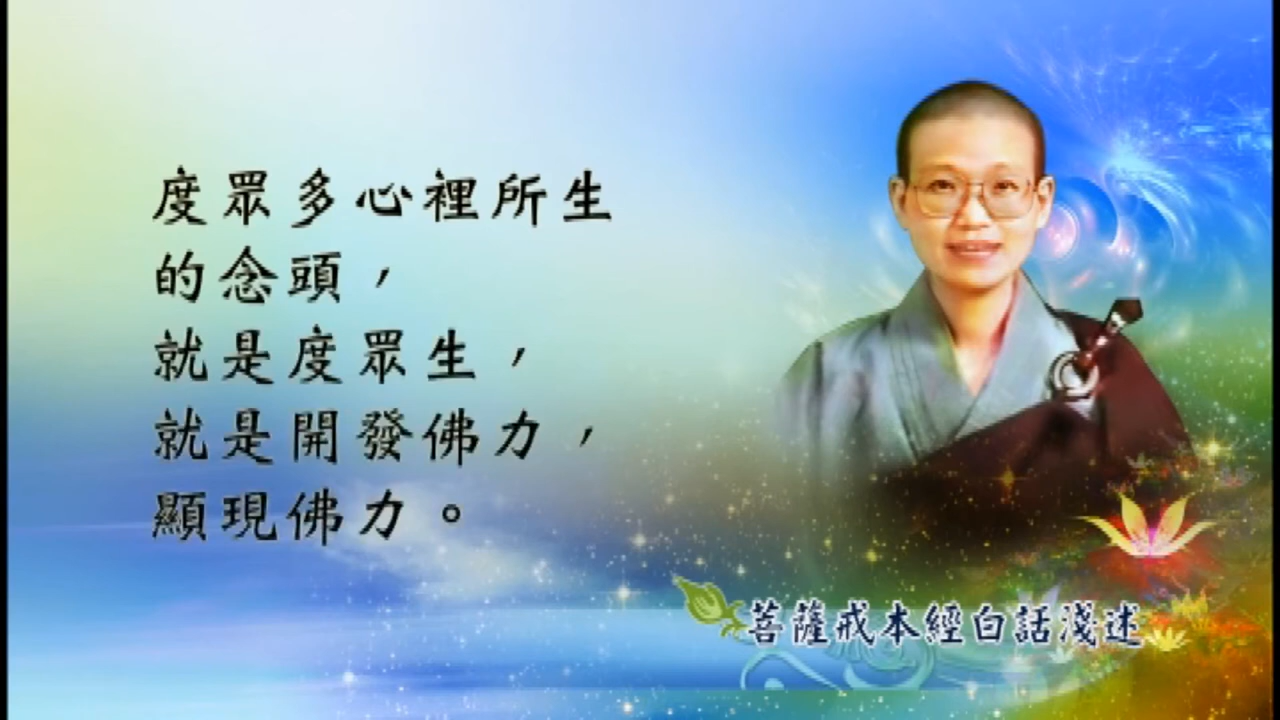 度眾多心裡所生
的念頭，
就是度眾生，
就是開發佛力，
顯現佛力。
菩薩戒本經白話淺述